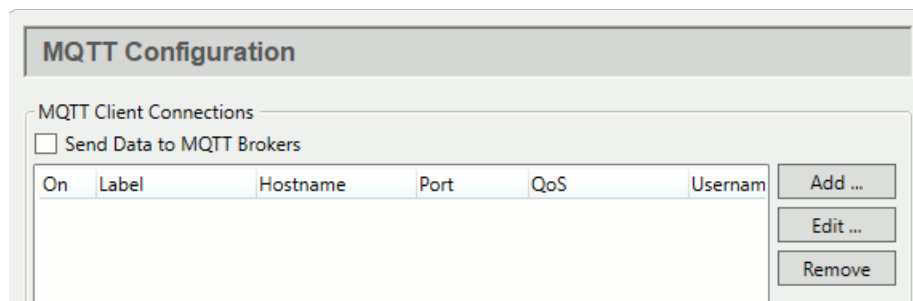 MQTT Configuration
MQTT Client Connections
Send Data to MQTT Brokers
On Label Hostname Port QoS Usernam
Add ...
Edit ...
Remove